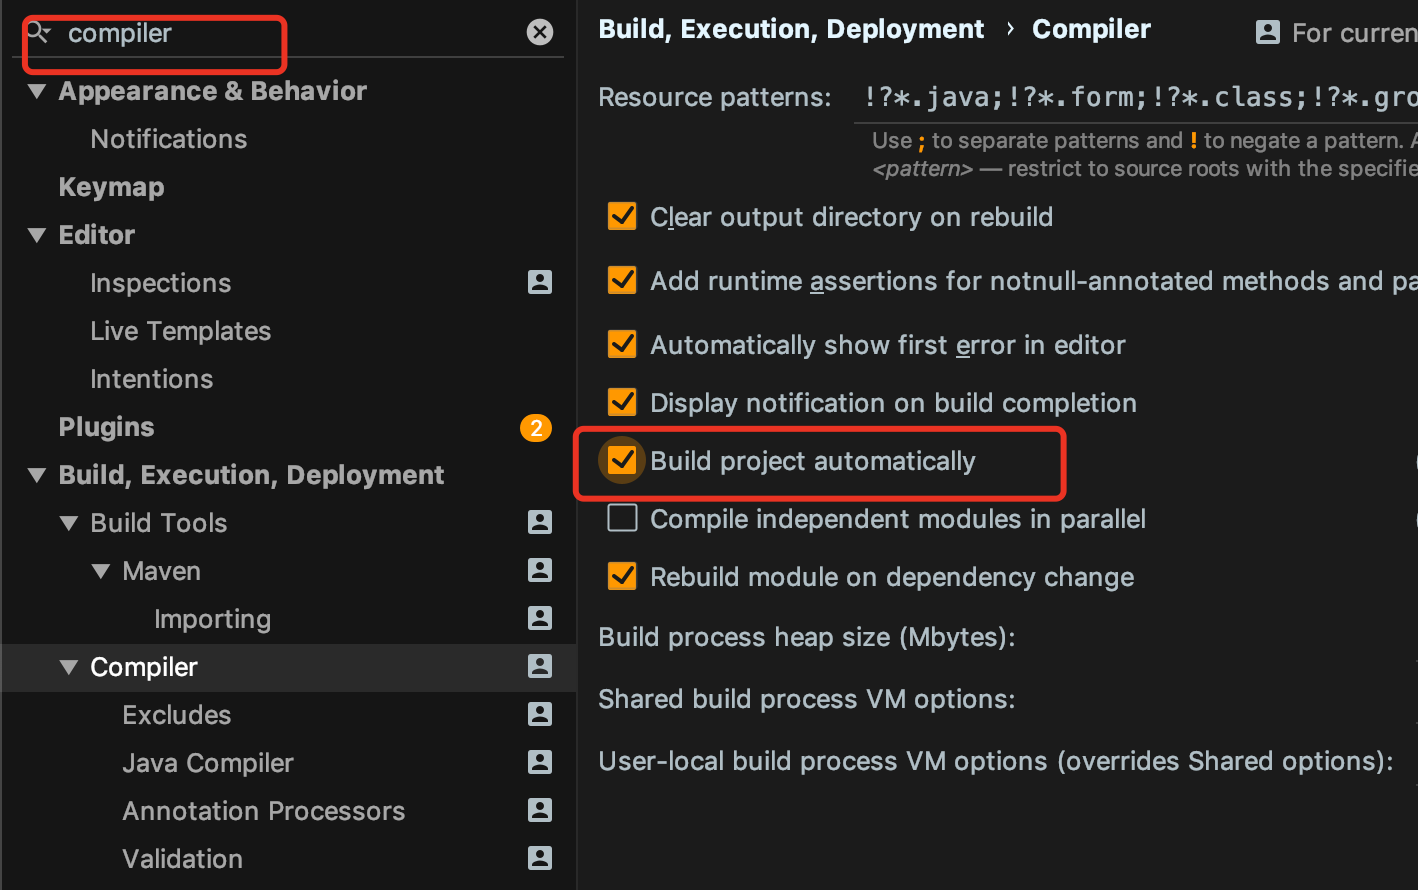 compiler
Appearance & Behavior
Notifications
Keymap
Editor
Inspections
Live Templates
Intentions
Plugins
2
Build, Execution, Deployment
Build Tools
Maven
Importing
Compiler
Excludes
Java Compiler
Annotation Processors
Validation
Build, Execution, Deployment › Compiler
For curren
Resource patterns: !?*.java;!?*.form;!?*.class;!?*.gro
Use ; to separate patterns and ! to negate a pattern. A
<pattern> — restrict to source roots with the specifie
Clear output directory on rebuild
Add runtime assertions for notnull-annotated methods and pa
Automatically show first error in editor
Display notification on build completion
Build project automatically
Compile independent modules in parallel
Rebuild module on dependency change
Build process heap size (Mbytes):
Shared build process VM options:
User-local build process VM options (overrides Shared options):